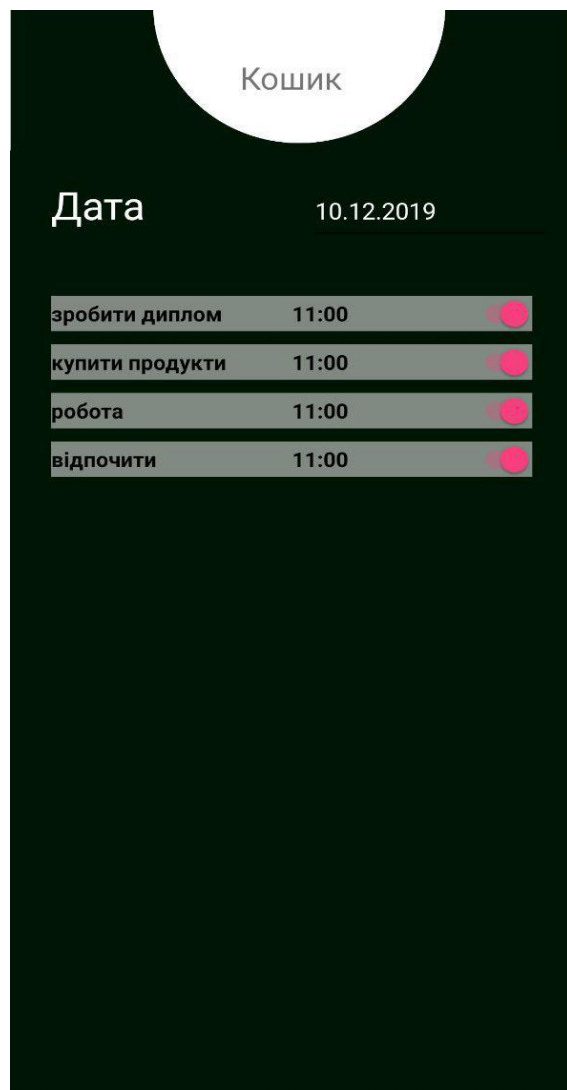 Кошик
Дата 10.12.2019
зробити диплом 11:00
купити продукти 11:00
робота 11:00
відпочити 11:00